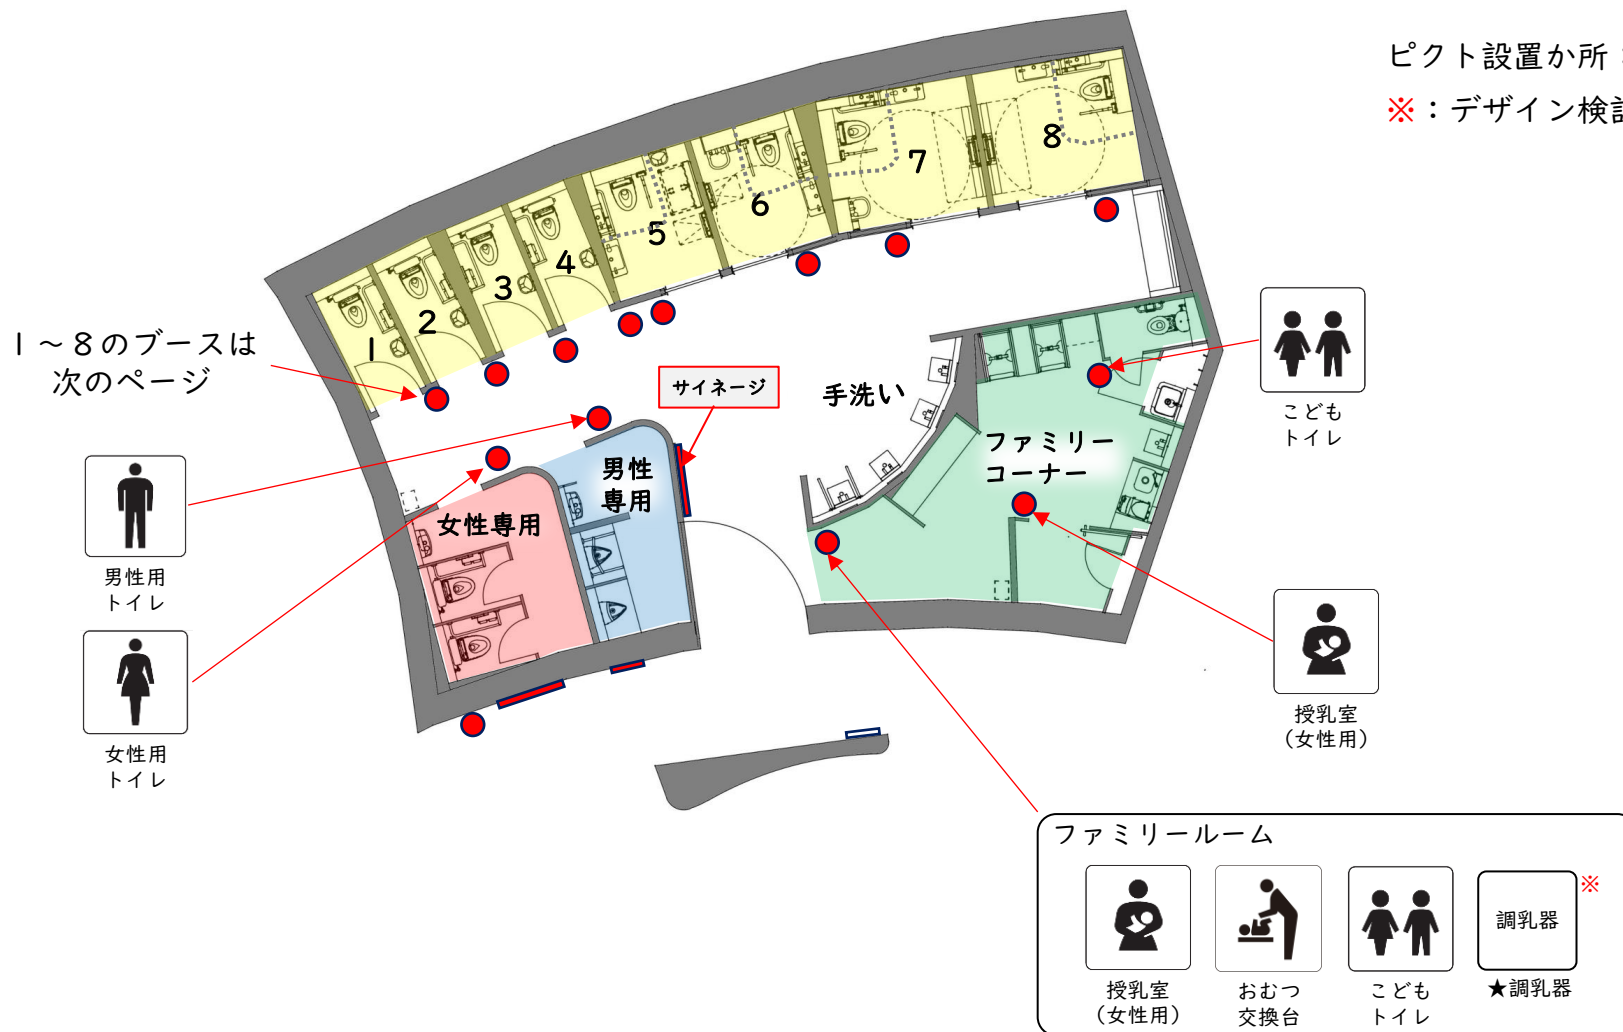 ピクト設置か所：
※：デザイン検討
1
2
3
4
5
6
7
8
1～8のブースは
次のページ
サイネージ
手洗い
ファミリー
コーナー
男性
専用
女性専用
こども
トイレ
男性用
トイレ
女性用
トイレ
授乳室
（女性用）
ファミリールーム
※
調乳器
授乳室
（女性用）
おむつ
交換台
こども
トイレ
★調乳器